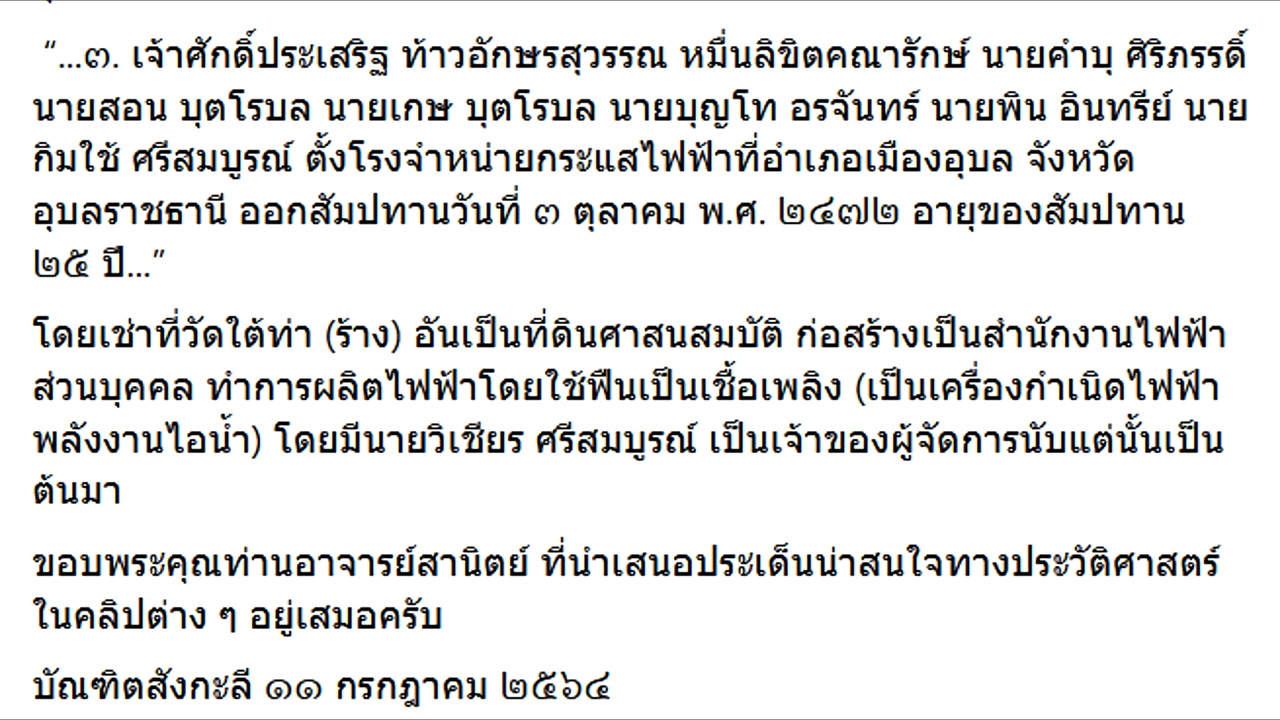 “...๓. เจ้าศักดิ์ประเสริฐ ท้าวอักษรสุวรรณ หมื่นลิขิตคณารักษ์ นายคำบุ ศิริภรรดิ์
นายสอน บุตโรบล นายเกษ บุตโรบล นายบุญโท อรจันทร์ นายพิน อินทรีย์ นาย
กิมใช้ ศรีสมบูรณ์ ตั้งโรงจำหน่ายกระแสไฟฟ้าที่อำเภอเมืองอุบล จังหวัด
อุบลราชธานี ออกสัมปทานวันที่ ๓ ตุลาคม พ.ศ. ๒๔๗๒ อายุของสัมปทาน
๒๕ ปี...”
โดยเช่าที่วัดใต้ท่า (ร้าง) อันเป็นที่ดินศาสนสมบัติ ก่อสร้างเป็นสำนักงานไฟฟ้า
ส่วนบุคคล ทำการผลิตไฟฟ้าโดยใช้ฟืนเป็นเชื้อเพลิง (เป็นเครื่องกำเนิดไฟฟ้า
พลังงานไอน้ำ) โดยมีนายวิเชียร ศรีสมบูรณ์ เป็นเจ้าของผู้จัดการนับแต่นั้นเป็น
ต้นมา
ขอบพระคุณท่านอาจารย์สานิตย์ ที่นำเสนอประเด็นน่าสนใจทางประวัติศาสตร์
ในคลิปต่าง ๆ อยู่เสมอครับ
บัณฑิตสังกะลี ๑๑ กรกฎาคม ๒๕๖๔